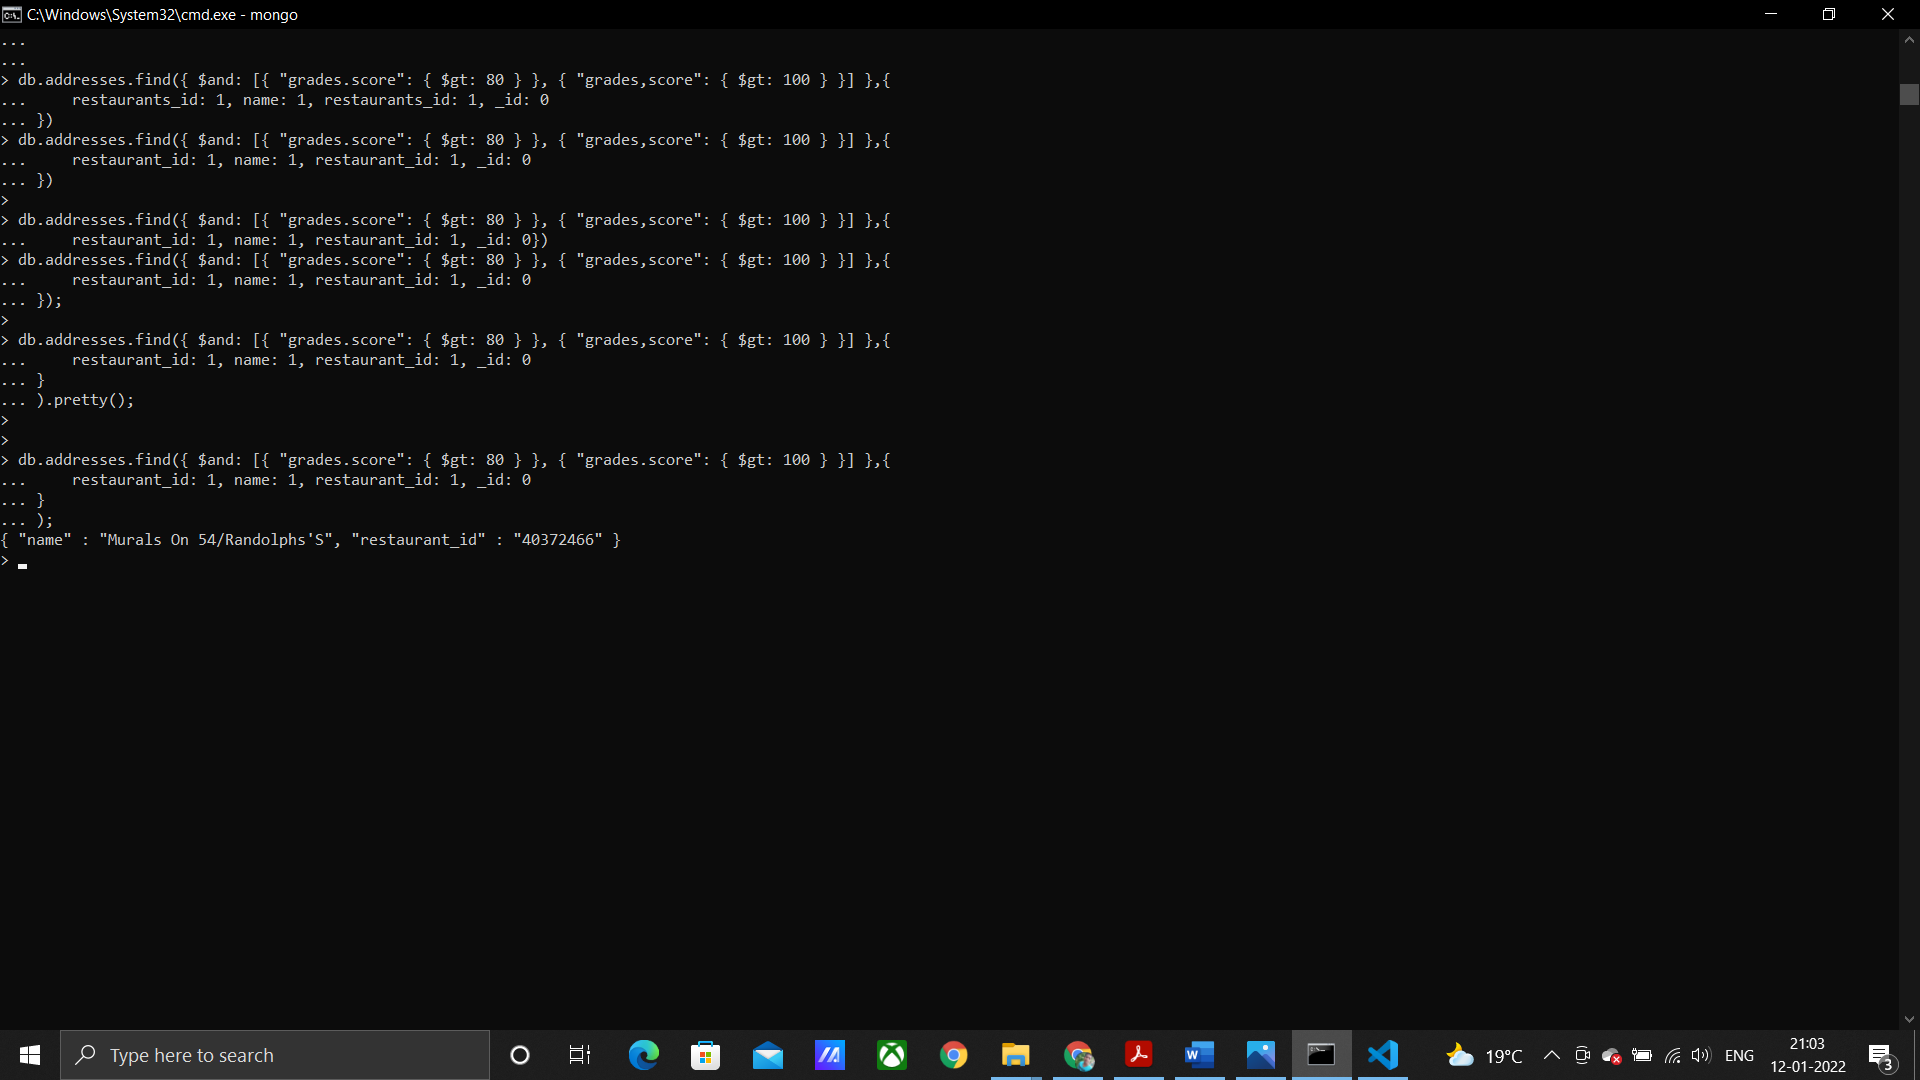 C:\Windows\System32\cmd.exe - mongo
...
...
> db.addresses.find({ $and: [{ "grades.score": { $gt: 80 } }, { "grades,score": { $gt: 100 } }] },{
...     restaurants_id: 1, name: 1, restaurants_id: 1, _id: 0
... })
> db.addresses.find({ $and: [{ "grades.score": { $gt: 80 } }, { "grades,score": { $gt: 100 } }] },{
...     restaurant_id: 1, name: 1, restaurant_id: 1, _id: 0
... })
>
> db.addresses.find({ $and: [{ "grades.score": { $gt: 80 } }, { "grades,score": { $gt: 100 } }] },{
...     restaurant_id: 1, name: 1, restaurant_id: 1, _id: 0})
> db.addresses.find({ $and: [{ "grades.score": { $gt: 80 } }, { "grades,score": { $gt: 100 } }] },{
...     restaurant_id: 1, name: 1, restaurant_id: 1, _id: 0
... });
>
> db.addresses.find({ $and: [{ "grades.score": { $gt: 80 } }, { "grades,score": { $gt: 100 } }] },{
...     restaurant_id: 1, name: 1, restaurant_id: 1, _id: 0
... }
... ).pretty();
>
>
> db.addresses.find({ $and: [{ "grades.score": { $gt: 80 } }, { "grades.score": { $gt: 100 } }] },{
...     restaurant_id: 1, name: 1, restaurant_id: 1, _id: 0
... }
... );
{ "name" : "Murals On 54/Randolphs'S", "restaurant_id" : "40372466" }
>
Type here to search
19°C
ENG
21:03
12-01-2022
3